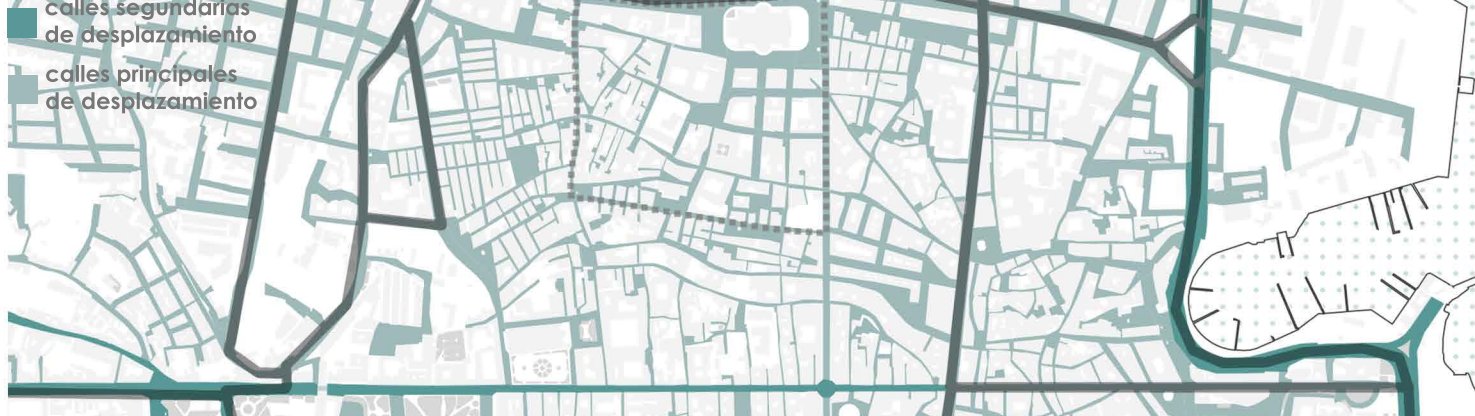 calles segundarias
de desplazamiento
calles principales
de desplazamiento